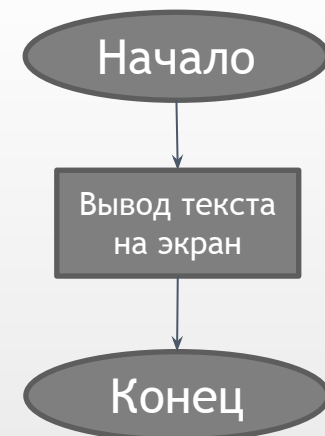 Начало
Вывод текста
на экран
Конец